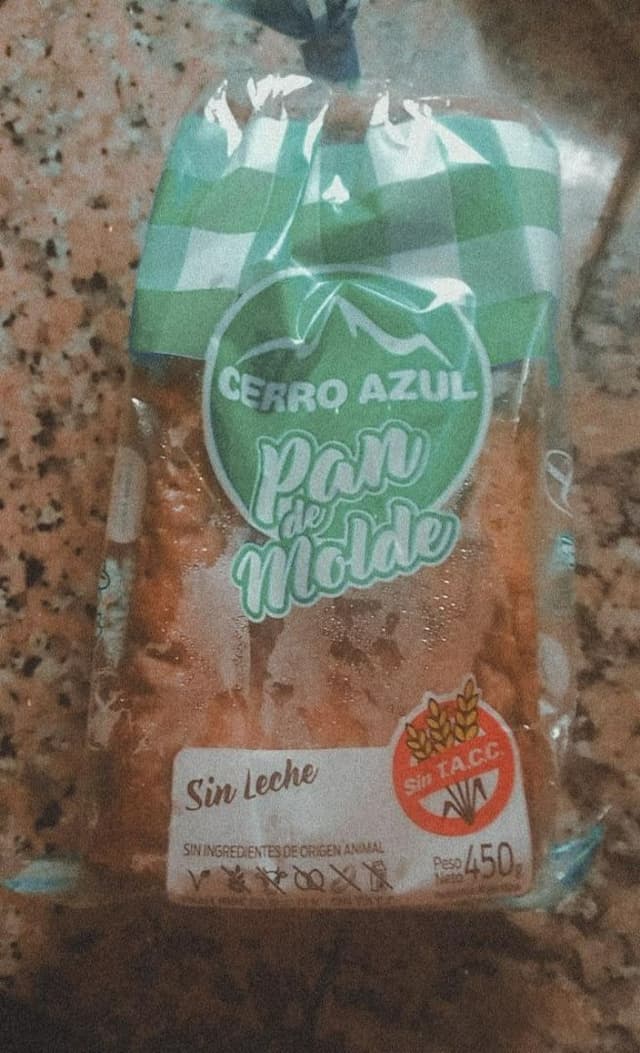 CERRO AZUL
Pan
de
Molde
Sin Leche
Sin T.A.C.C.
SIN INGREDIENTES DE ORIGEN ANIMAL
Peso
Neto 450g